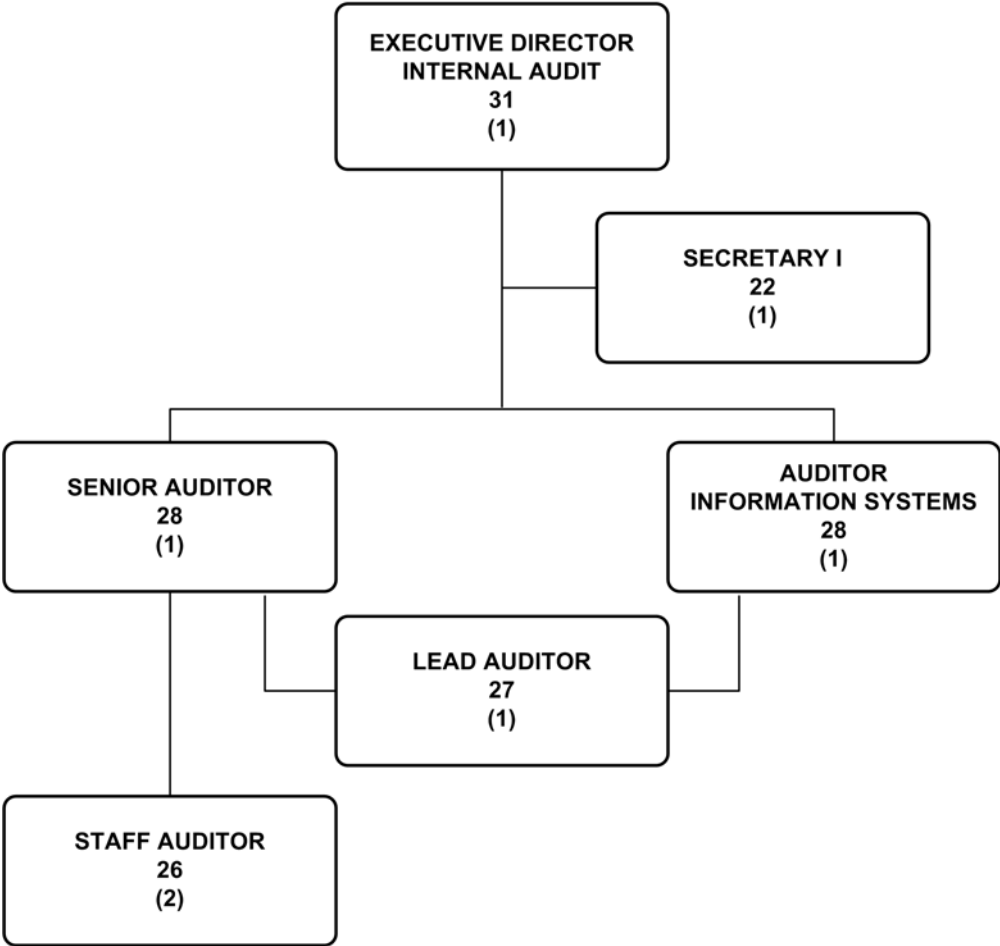 EXECUTIVE DIRECTOR
INTERNAL AUDIT
31
(1)
SECRETARY I
22
(1)
SENIOR AUDITOR
28
(1)
AUDITOR
INFORMATION SYSTEMS
28
(1)
LEAD AUDITOR
27
(1)
STAFF AUDITOR
26
(2)